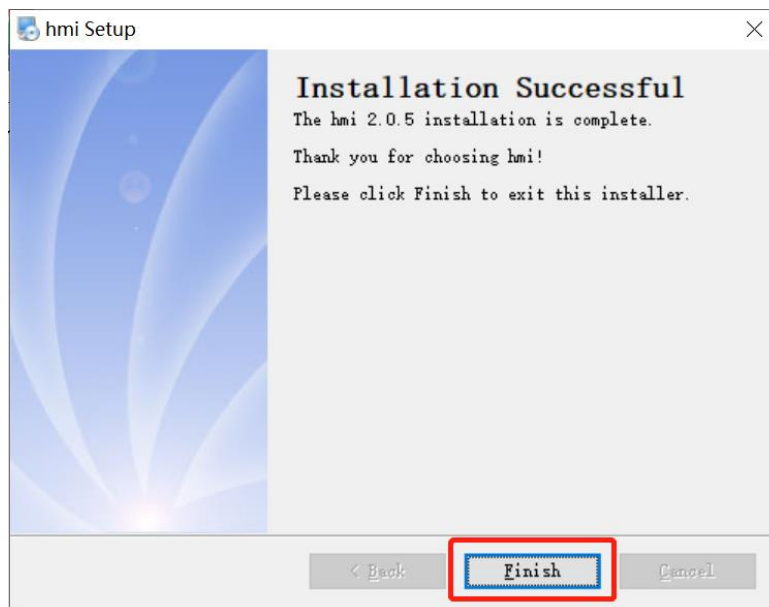 hmi Setup
Installation Successful
The hmi 2.0.5 installation is complete.
Thank you for choosing hmi!
Please click Finish to exit this installer.
< Back
Finish
Cancel